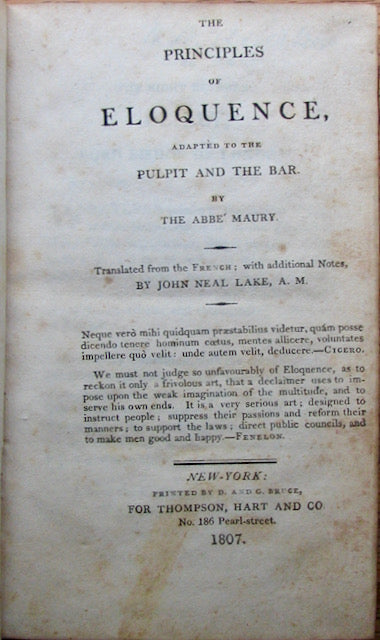 THE
PRINCIPLES
OF
ELOQUENCE,
ADAPTED TO THE
PULPIT AND THE BAR.
BY
THE ABBE' MAURY.
Translated from the FRENCH; with additional Notes,
BY JOHN NEAL LAKE, A. M.
Neque verò mihi quidquam præstabilius videtur, quám posse
dicendo tenere hominum cœtus, mentes allicere, voluntates
impellere quò velit: unde autem velit, deducere.—CICERO.
We must not judge so unfavourably of Eloquence, as to
reckon it only a frivolous art, that a declaimer uses to im-
pose upon the weak imagination of the multitude, and to
serve his own ends. It is a very serious art; designed to
instruct people; suppress their passions and reform their
manners; to support the laws; direct public councils, and
to make men good and happy.—FENELON.
NEW-YORK:
PRINTED BY D. AND G. BRUCE,
FOR THOMPSON, HART AND CO
No. 186 Pearl-street.
1807.